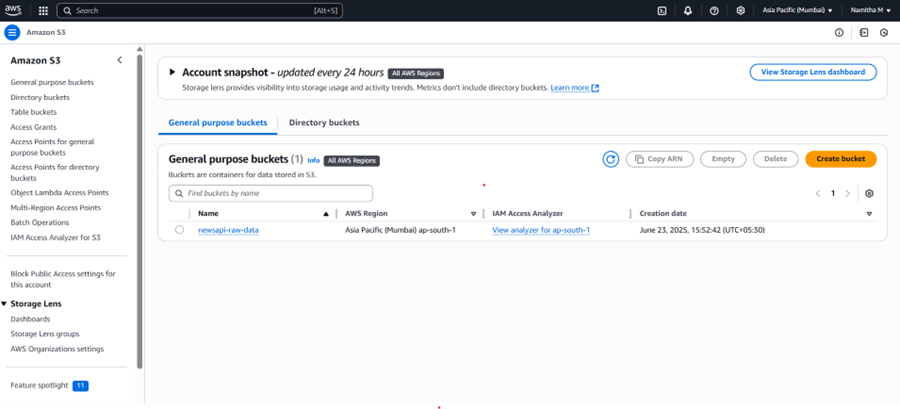 aws
Search [Alt+S] Asia Pacific (Mumbai) Namitha M
Amazon S3
Amazon S3
General purpose buckets
Directory buckets
Table buckets
Access Grants
Access Points for general
purpose buckets
Access Points for directory
buckets
Object Lambda Access Points
Multi-Region Access Points
Batch Operations
IAM Access Analyzer for S3
Block Public Access settings for
this account
Storage Lens
Dashboards
Storage Lens groups
AWS Organizations settings
Feature spotlight 11
Account snapshot - updated every 24 hours All AWS Regions View Storage Lens dashboard
Storage lens provides visibility into storage usage and activity trends. Metrics don't include directory buckets. Learn more
General purpose buckets Directory buckets
General purpose buckets (1) Info All AWS Regions Copy ARN Empty Delete Create bucket
Buckets are containers for data stored in S3.
Find buckets by name 1
Name AWS Region IAM Access Analyzer Creation date
newsapi-raw-data Asia Pacific (Mumbai) ap-south-1 View analyzer for ap-south-1 June 23, 2025, 15:52:42 (UTC+05:30)